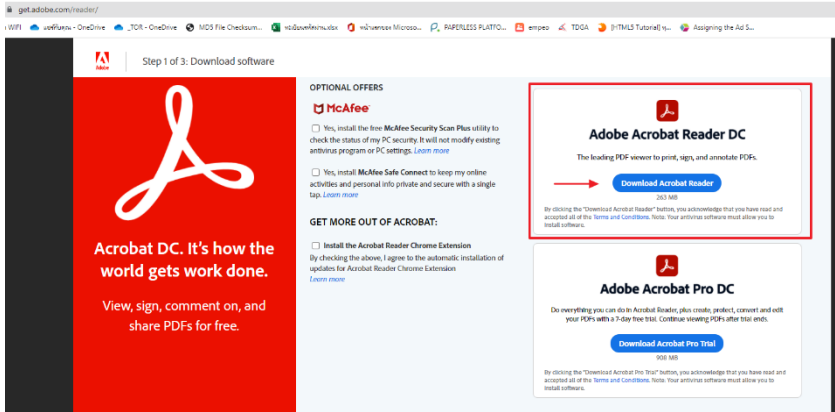 get.adobe.com/reader/
WIFI
- OneDrive
_TOR - OneDrive
MD5 File Checksum...
Microso...
PAPERLESS PLATFO...
empeo
TDGA
[HTML5 Tutorial]
Assigning the Ad S...
Adobe
Step 1 of 3: Download software
Acrobat DC. It's how the
world gets work done.
View, sign, comment on, and
share PDFs for free.
OPTIONAL OFFERS
McAfee
Yes, install the free McAfee Security Scan Plus utility to
check the status of my PC security. It will not modify existing
antivirus program or PC settings. Learn more
Yes, install McAfee Safe Connect to keep my online
activities and personal info private and secure with a single
tap. Learn more
GET MORE OUT OF ACROBAT:
Install the Acrobat Reader Chrome Extension
By checking the above, I agree to the automatic installation of
updates for Acrobat Reader Chrome Extension
Learn more
Adobe Acrobat Reader DC
The leading PDF viewer to print, sign, and annotate PDFs.
Download Acrobat Reader
263 MB
By clicking the "Download Acrobat Reader" button, you acknowledge that you have read and
accepted all of the Terms and Conditions. Note: Your antivirus software must allow you to
install software.
Adobe Acrobat Pro DC
Do everything you can do in Acrobat Reader, plus create, protect, convert and edit
your PDFs with a 7-day free trial. Continue viewing PDFs after trial ends.
Download Acrobat Pro Trial
908 MB
By clicking the "Download Acrobat Pro Trial" button, you acknowledge that you have read and
accepted all of the Terms and Conditions. Note: Your antivirus software must allow you to
install software.